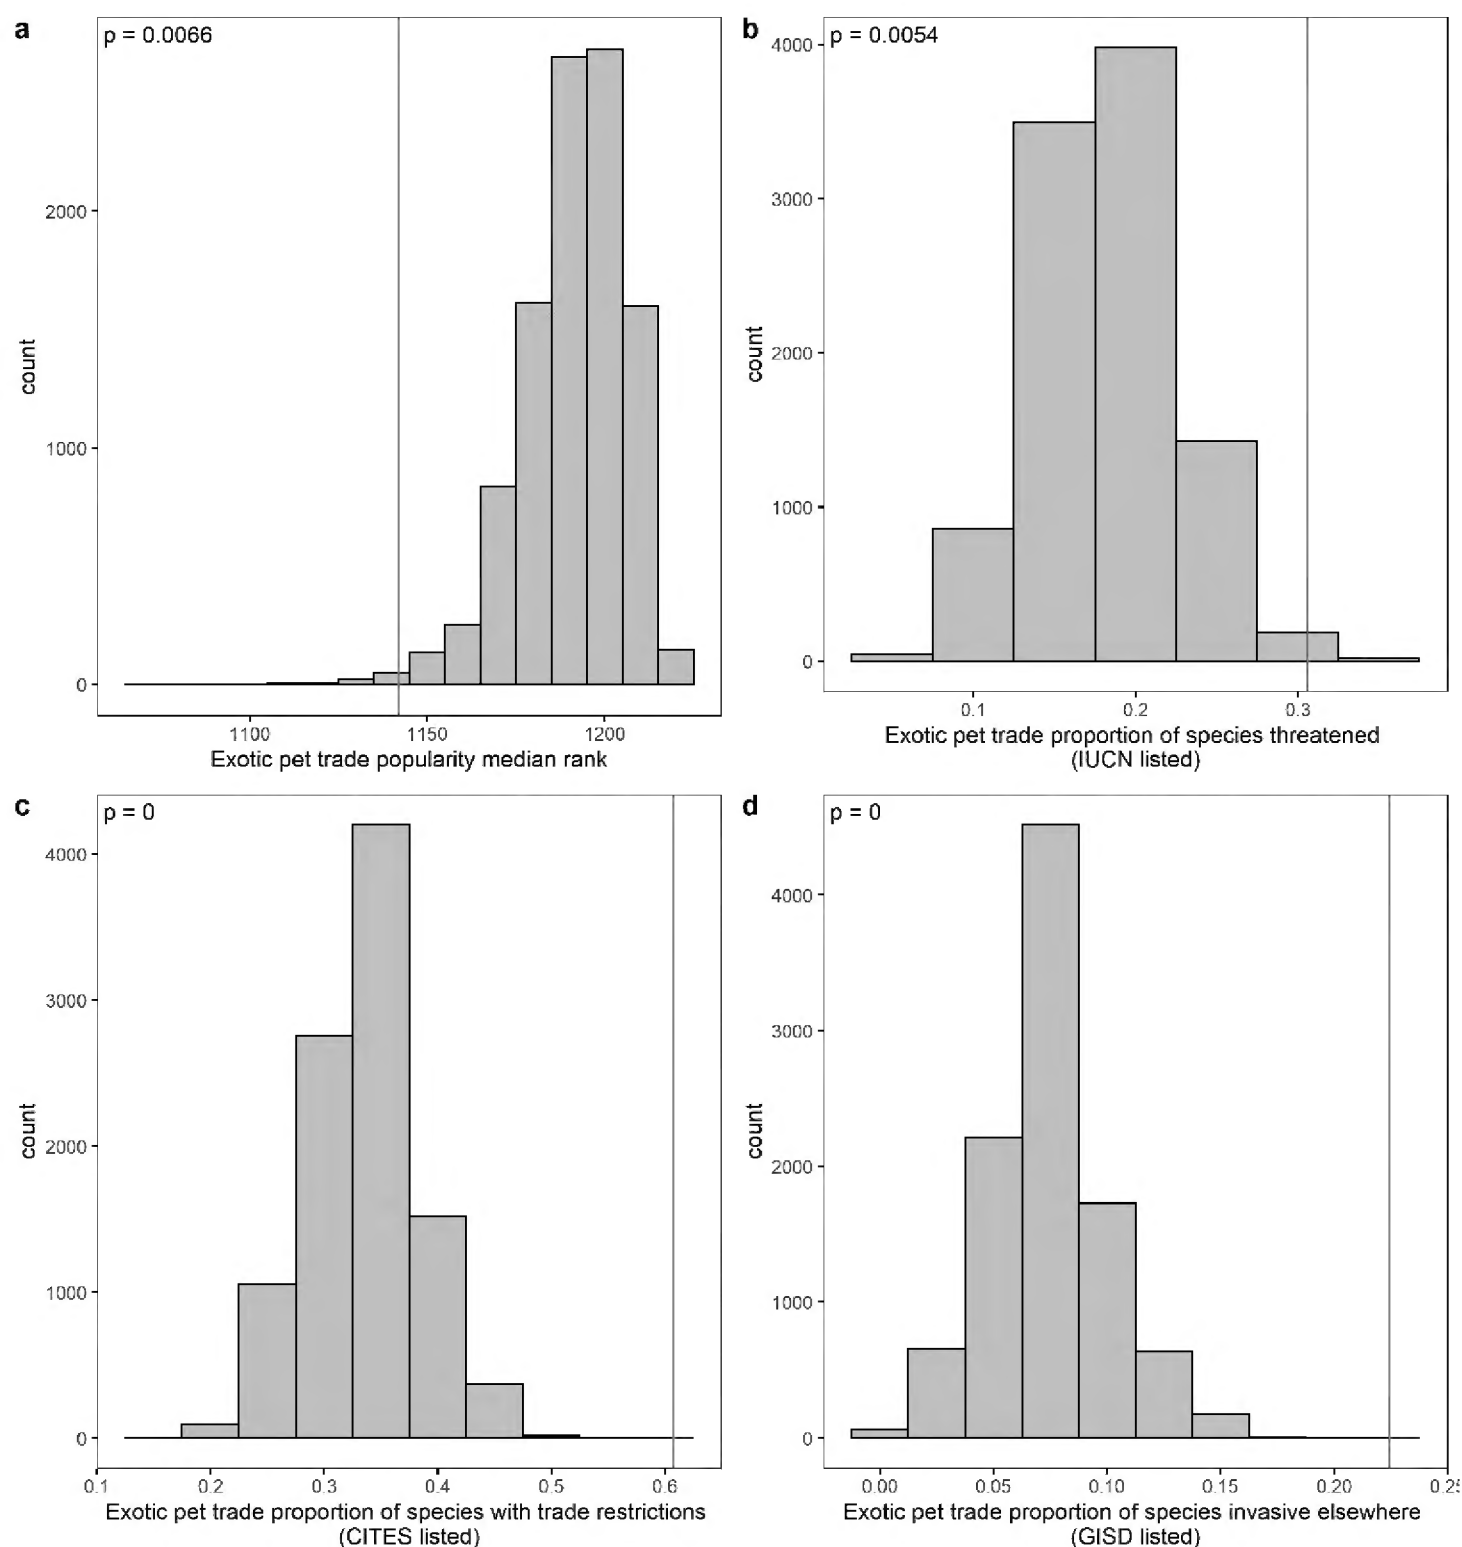 a
p = 0.0066
count
2000
1000
0
1100
1150
1200
Exotic pet trade popularity median rank
b
p = 0.0054
count
4000
3000
2000
1000
0
0.1
0.2
0.3
Exotic pet trade proportion of species threatened
(IUCN listed)
c
p = 0
count
4000
3000
2000
1000
0
0.1
0.2
0.3
0.4
0.5
0.6
Exotic pet trade proportion of species with trade restrictions
(CITES listed)
d
p = 0
count
4000
3000
2000
1000
0
0.00
0.05
0.10
0.15
0.20
Exotic pet trade proportion of species invasive elsewhere
(GISD listed)